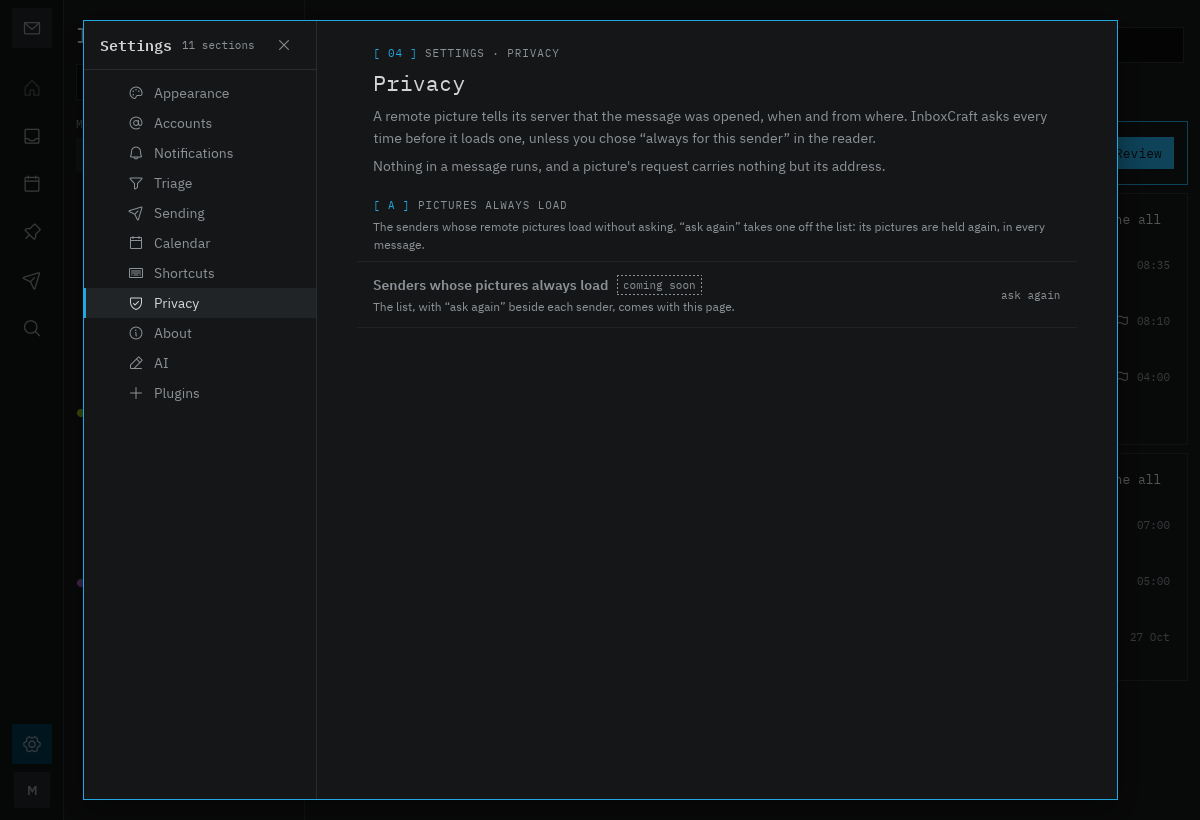 Settings 11 sections
Appearance
Accounts
Notifications
Triage
Sending
Calendar
Shortcuts
Privacy
About
AI
Plugins
[ 04 ] SETTINGS · PRIVACY
Privacy
A remote picture tells its server that the message was opened, when and from where. InboxCraft asks every
time before it loads one, unless you chose “always for this sender” in the reader.
Nothing in a message runs, and a picture's request carries nothing but its address.
[ A ] PICTURES ALWAYS LOAD
The senders whose remote pictures load without asking. “ask again” takes one off the list: its pictures are held again, in every
message.
Senders whose pictures always load coming soon
The list, with “ask again” beside each sender, comes with this page.
ask again
Review
all
08:35
08:10
04:00
all
07:00
05:00
27 Oct
M